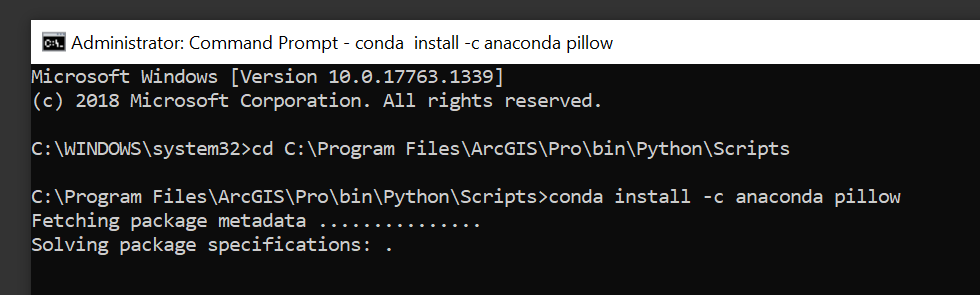 Administrator: Command Prompt - conda  install -c anaconda pillow
Microsoft Windows [Version 10.0.17763.1339]
(c) 2018 Microsoft Corporation. All rights reserved.
C:\WINDOWS\system32>cd C:\Program Files\ArcGIS\Pro\bin\Python\Scripts
C:\Program Files\ArcGIS\Pro\bin\Python\Scripts>conda install -c anaconda pillow
Fetching package metadata ...............
Solving package specifications: .